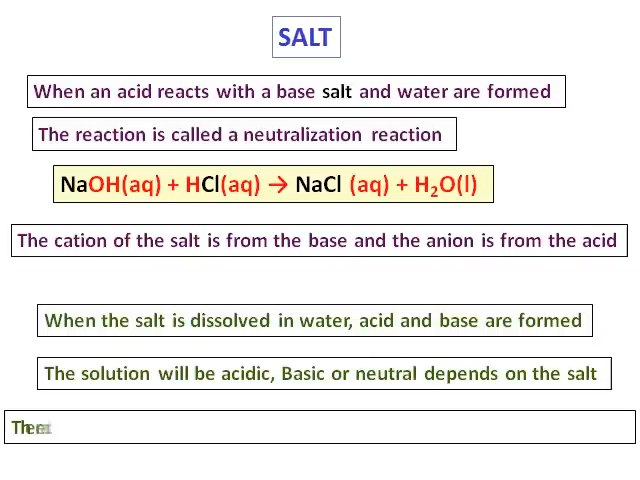 SALT
When an acid reacts with a base salt and water are formed
The reaction is called a neutralization reaction
NaOH(aq) + HCl(aq) → NaCl (aq) + H₂O(l)
The cation of the salt is from the base and the anion is from the acid
When the salt is dissolved in water, acid and base are formed
The solution will be acidic, Basic or neutral depends on the salt